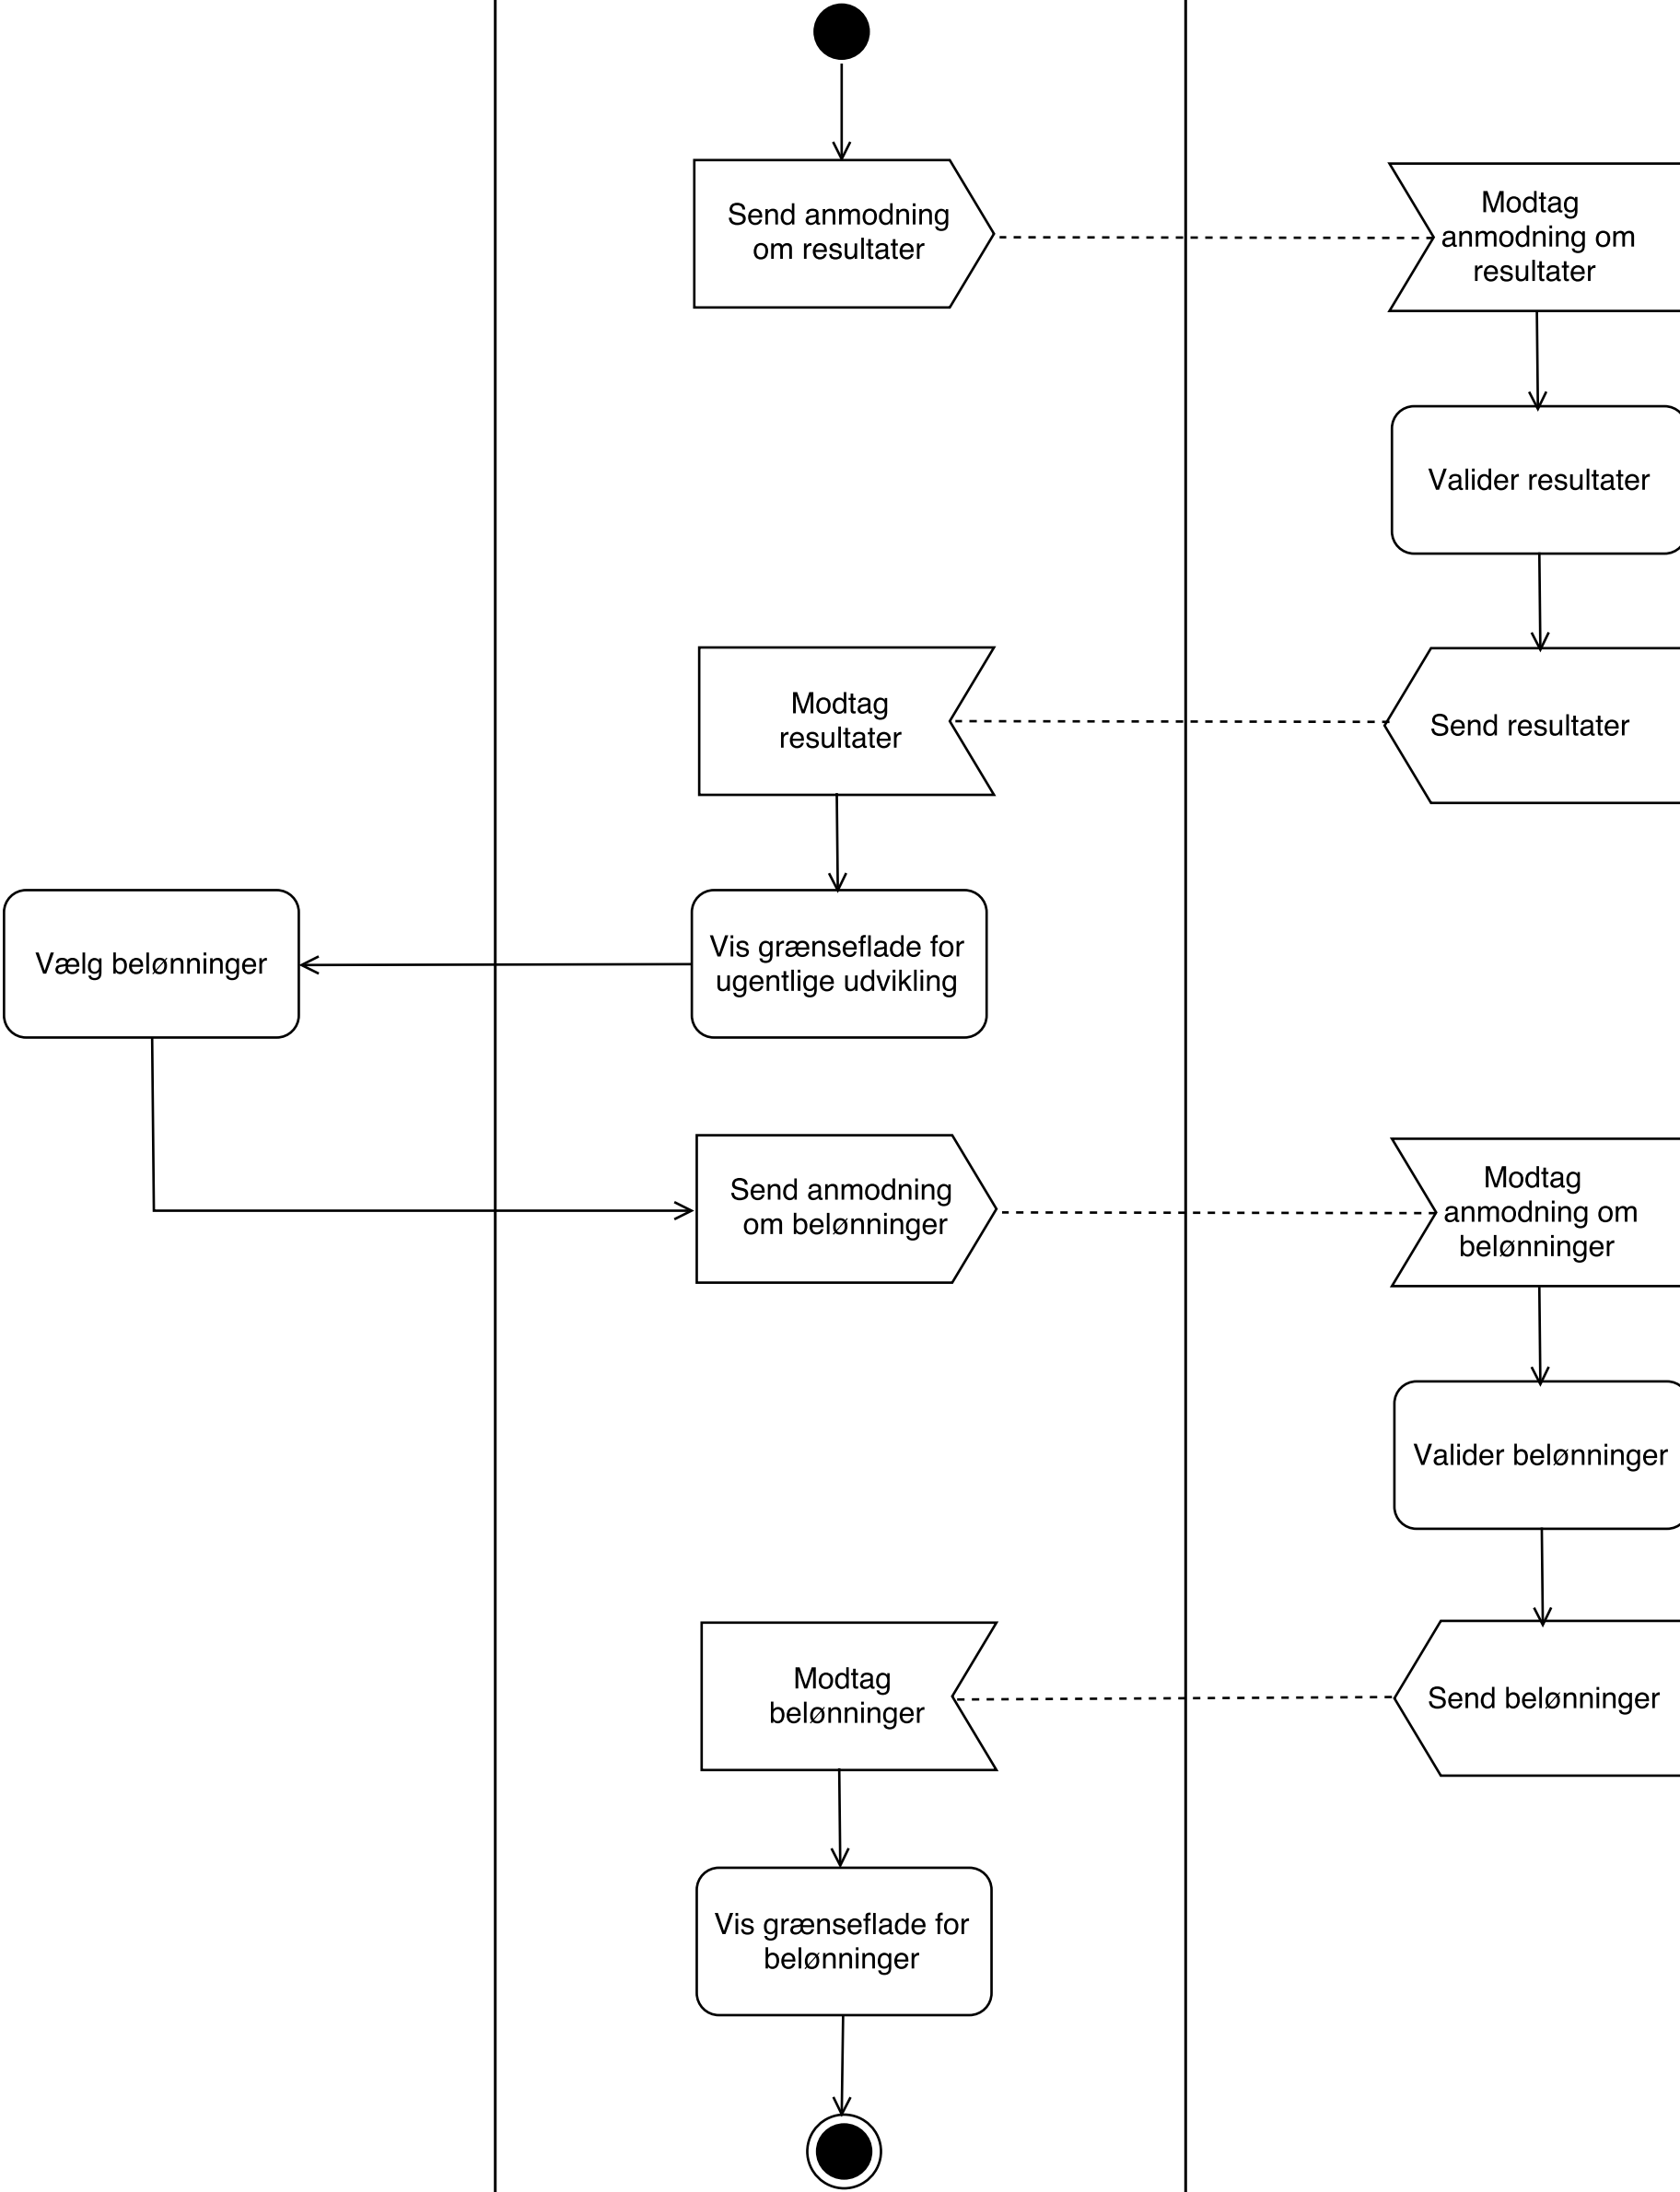 Send anmodning
om resultater
Modtag
anmodning om
resultater
Valider resultater
Modtag
resultater
Send resultater
Vælg belønninger
Vis grænseflade for
ugentlige udvikling
Send anmodning
om belønninger
Modtag
anmodning om
belønninger
Valider belønninger
Modtag
belønninger
Send belønninger
Vis grænseflade for
belønninger